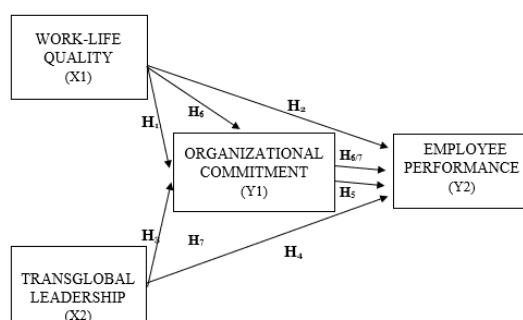 WORK-LIFE
QUALITY
(X1)
H₂
H₆
H₁
ORGANIZATIONAL
COMMITMENT
(Y1)
H₆/₇
H₅
EMPLOYEE
PERFORMANCE
(Y2)
H₃
H₇
H₄
TRANSGLOBAL
LEADERSHIP
(X2)